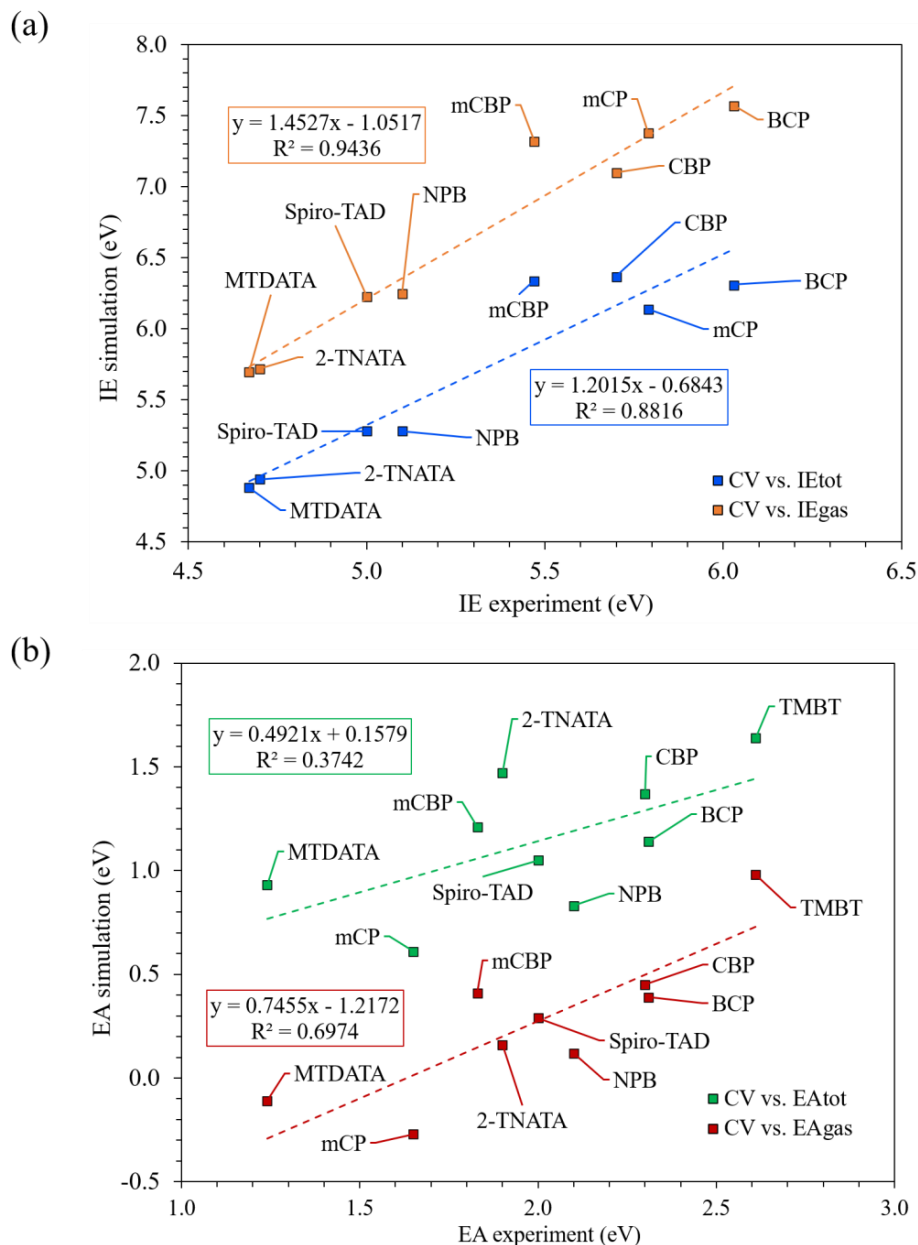 (a)
8.0
7.5
7.0
6.5
6.0
5.5
5.0
4.5
IE simulation (eV)
y = 1.4527x - 1.0517
R² = 0.9436
mCBP
mCP
BCP
CBP
NPB
Spiro-TAD
MTDATA
2-TNATA
CBP
BCP
mCBP
mCP
y = 1.2015x - 0.6843
R² = 0.8816
Spiro-TAD
NPB
2-TNATA
MTDATA
CV vs. IEtot
CV vs. IEgas
4.5 5.0 5.5 6.0 6.5
IE experiment (eV)
(b)
2.0
1.5
1.0
0.5
0.0
-0.5
EA simulation (eV)
y = 0.4921x + 0.1579
R² = 0.3742
2-TNATA
TMBT
CBP
mCBP
BCP
MTDATA
Spiro-TAD
NPB
mCP
TMBT
mCBP
CBP
BCP
y = 0.7455x - 1.2172
R² = 0.6974
Spiro-TAD
MTDATA
NPB
2-TNATA
mCP
CV vs. EAtot
CV vs. EAgas
1.0 1.5 2.0 2.5 3.0
EA experiment (eV)